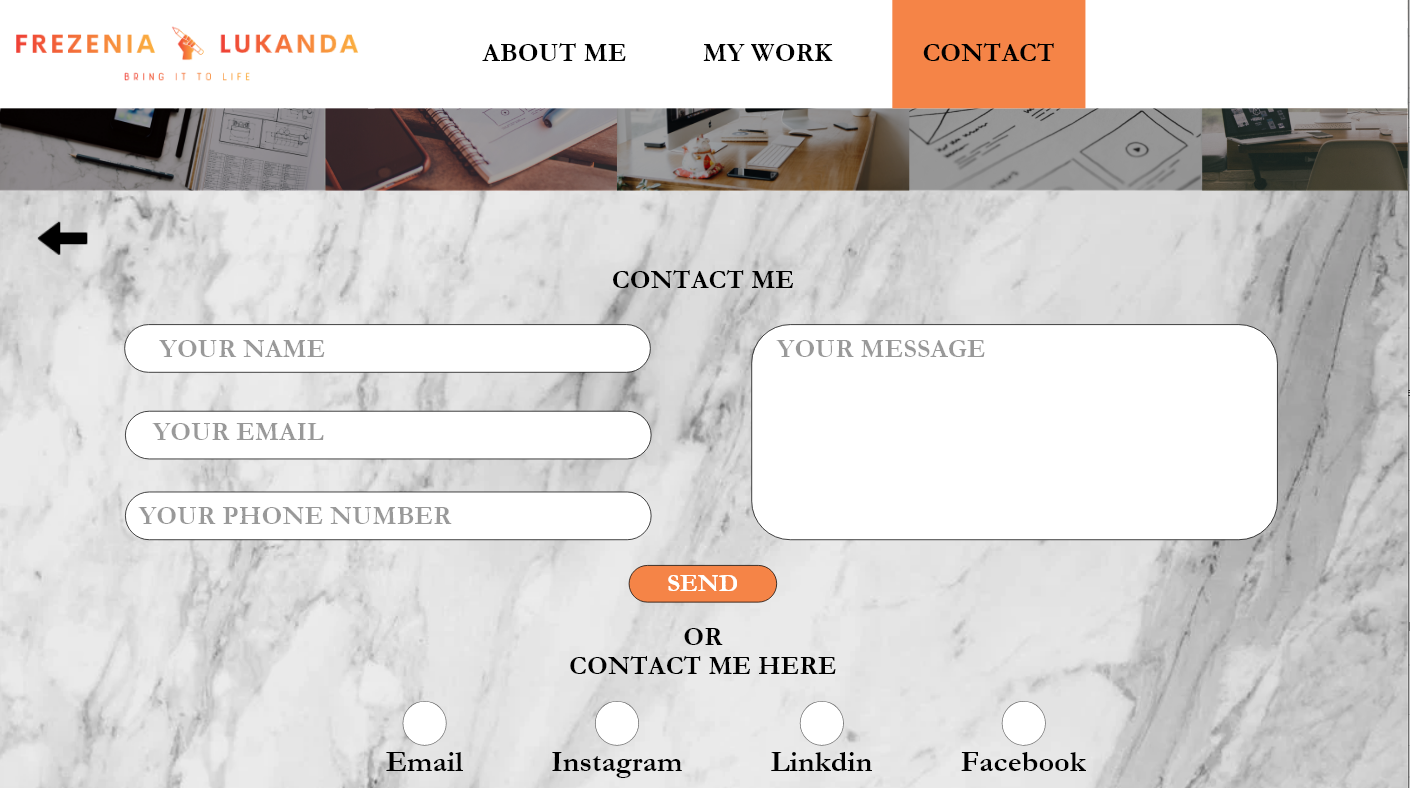 FREZENIA LUKANDA
BRING IT TO LIFE
ABOUT ME
MY WORK
CONTACT
CONTACT ME
YOUR NAME
YOUR MESSAGE
YOUR EMAIL
YOUR PHONE NUMBER
SEND
OR
CONTACT ME HERE
Email
Instagram
Linkdin
Facebook